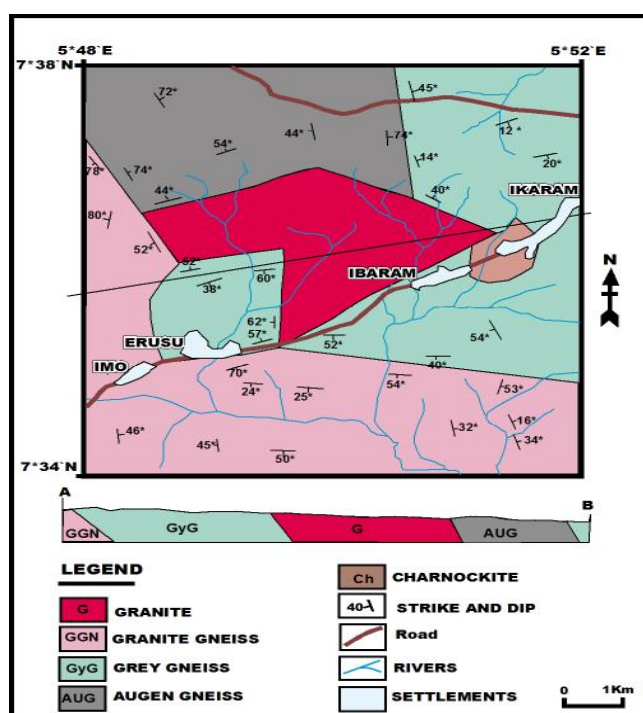 5*48`E 5*52`E
7*38`N
72* 45*
54* 44* 74* 12 *
78* 74* 14* 20*
44* 40* IKARAM
80* 52*
52* IBARAM N
38* 60*
62*
ERUSU 57* 52* 54*
IMO 70* 40*
24* 25* 54* 53*
46* 45* 32* 16*
34*
50*
7*34`N
A B
GGN GyG G AUG
LEGEND
G GRANITE
GGN GRANITE GNEISS
GyG GREY GNEISS
AUG AUGEN GNEISS
Ch CHARNOCKITE
40 STRIKE AND DIP
Road
RIVERS
SETTLEMENTS
0 1Km